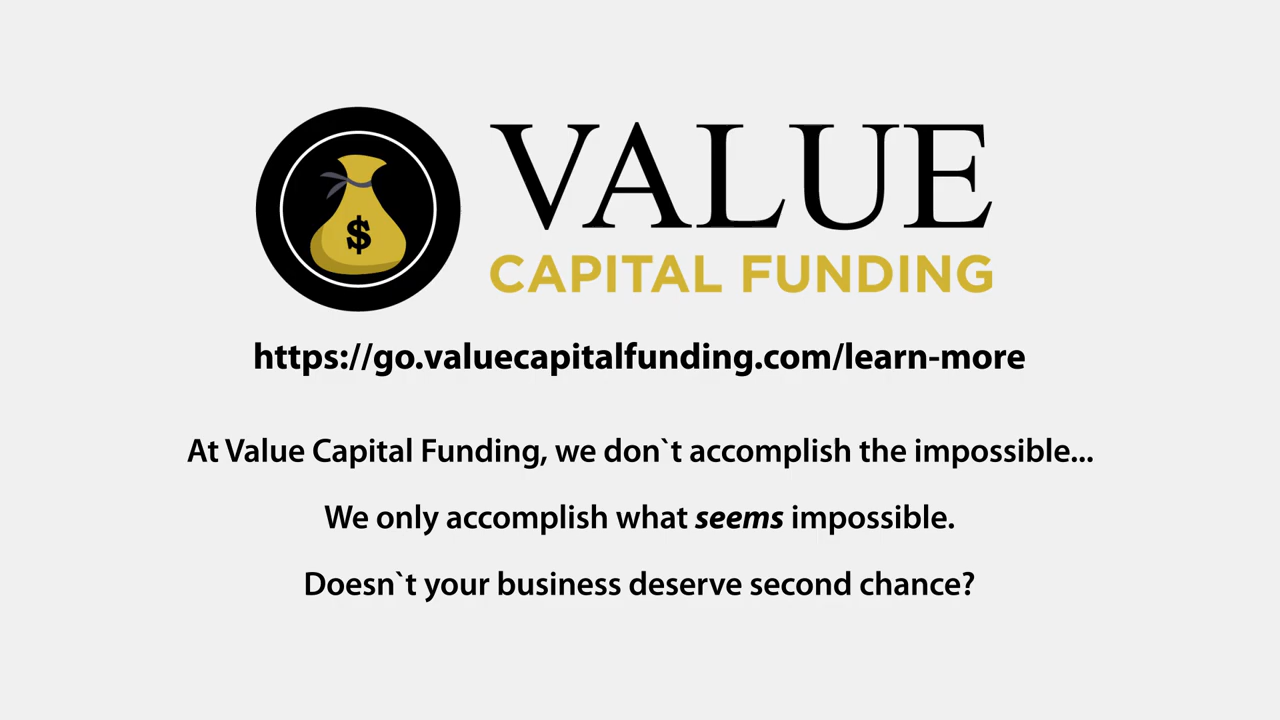 $
VALUE
CAPITAL FUNDING
https://go.valuecapitalfunding.com/learn-more
At Value Capital Funding, we don`t accomplish the impossible...
We only accomplish what seems impossible.
Doesn`t your business deserve second chance?